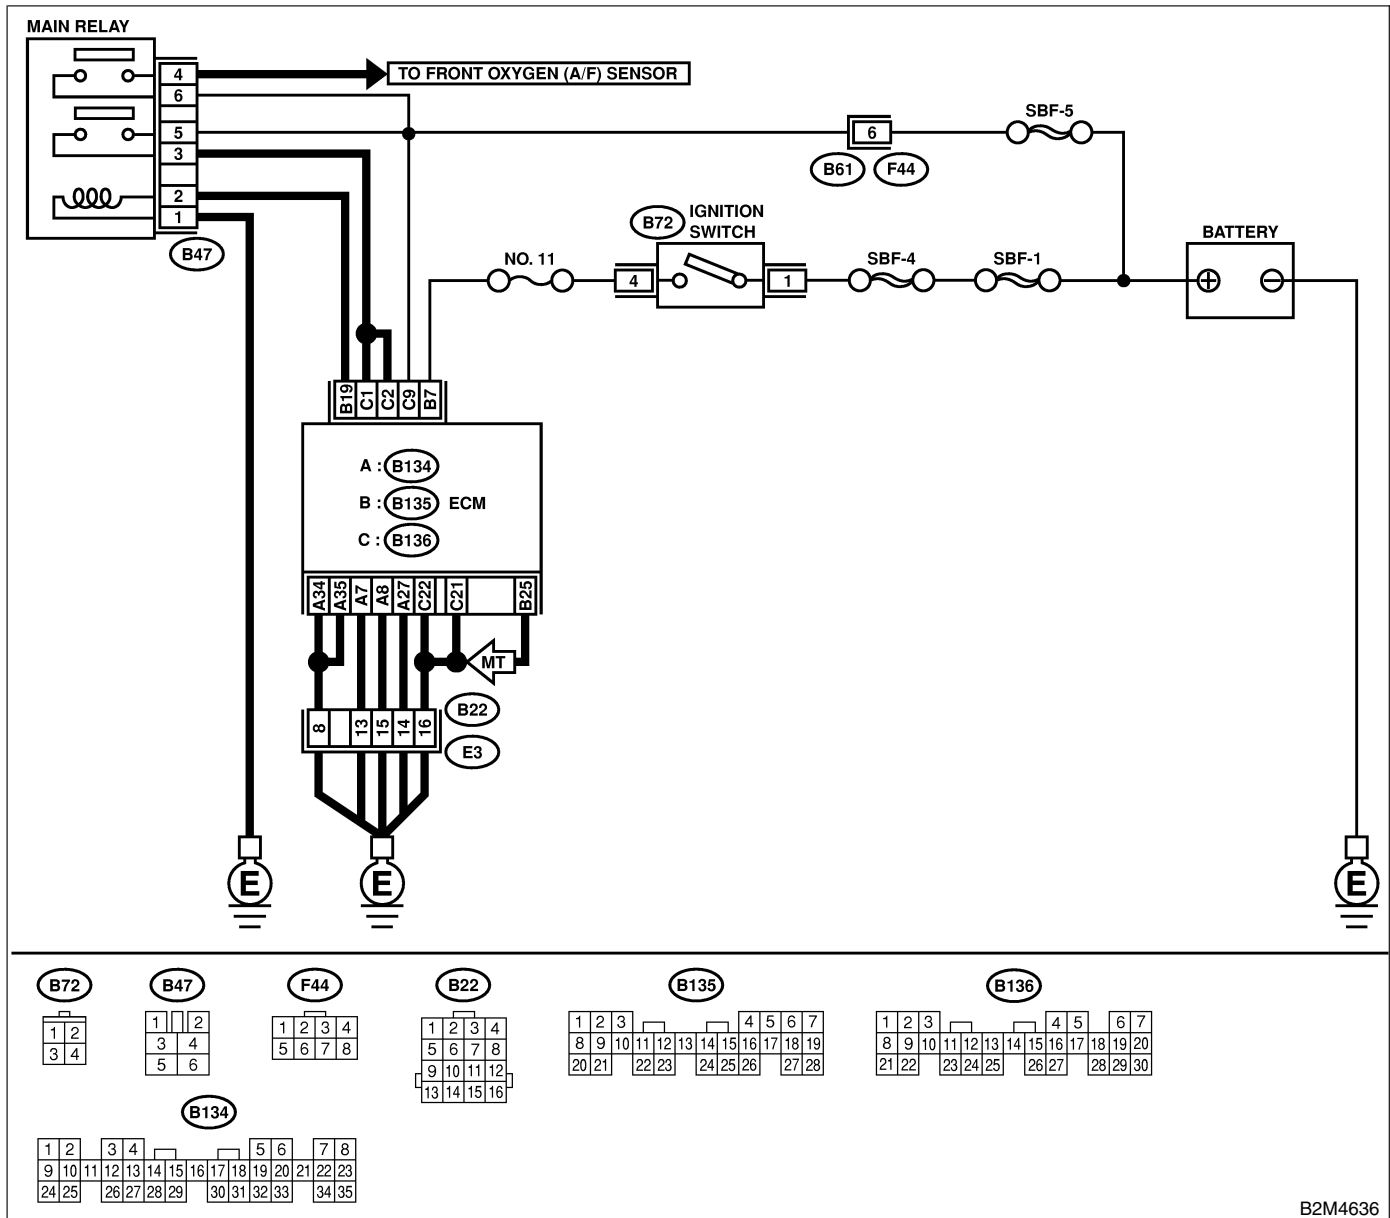 MAIN RELAY
4
TO FRONT OXYGEN (A/F) SENSOR
6
5
3
2
1
B47
SBF-5
6
B61
F44
B72
IGNITION
SWITCH
BATTERY
NO. 11
4
1
SBF-4
SBF-1
+
−
B19
C1
C2
C9
B7
A : B134
B : B135 ECM
C : B136
A34
A35
A7
A8
A27
C22
C21
B25
MT
B22
8
13
15
14
16
E3
E
E
E
B72
1 2
3 4
B47
1 2
3 4
5 6
F44
1 2 3 4
5 6 7 8
B22
1 2 3 4
5 6 7 8
9 10 11 12
13 14 15 16
B135
1 2 3 4 5 6 7
8 9 10 11 12 13 14 15 16 17 18 19
20 21 22 23 24 25 26 27 28
B136
1 2 3 4 5 6 7
8 9 10 11 12 13 14 15 16 17 18 19 20
21 22 23 24 25 26 27 28 29 30
B134
1 2 3 4 5 6 7 8
9 10 11 12 13 14 15 16 17 18 19 20 21 22 23
24 25 26 27 28 29 30 31 32 33 34 35
B2M4636